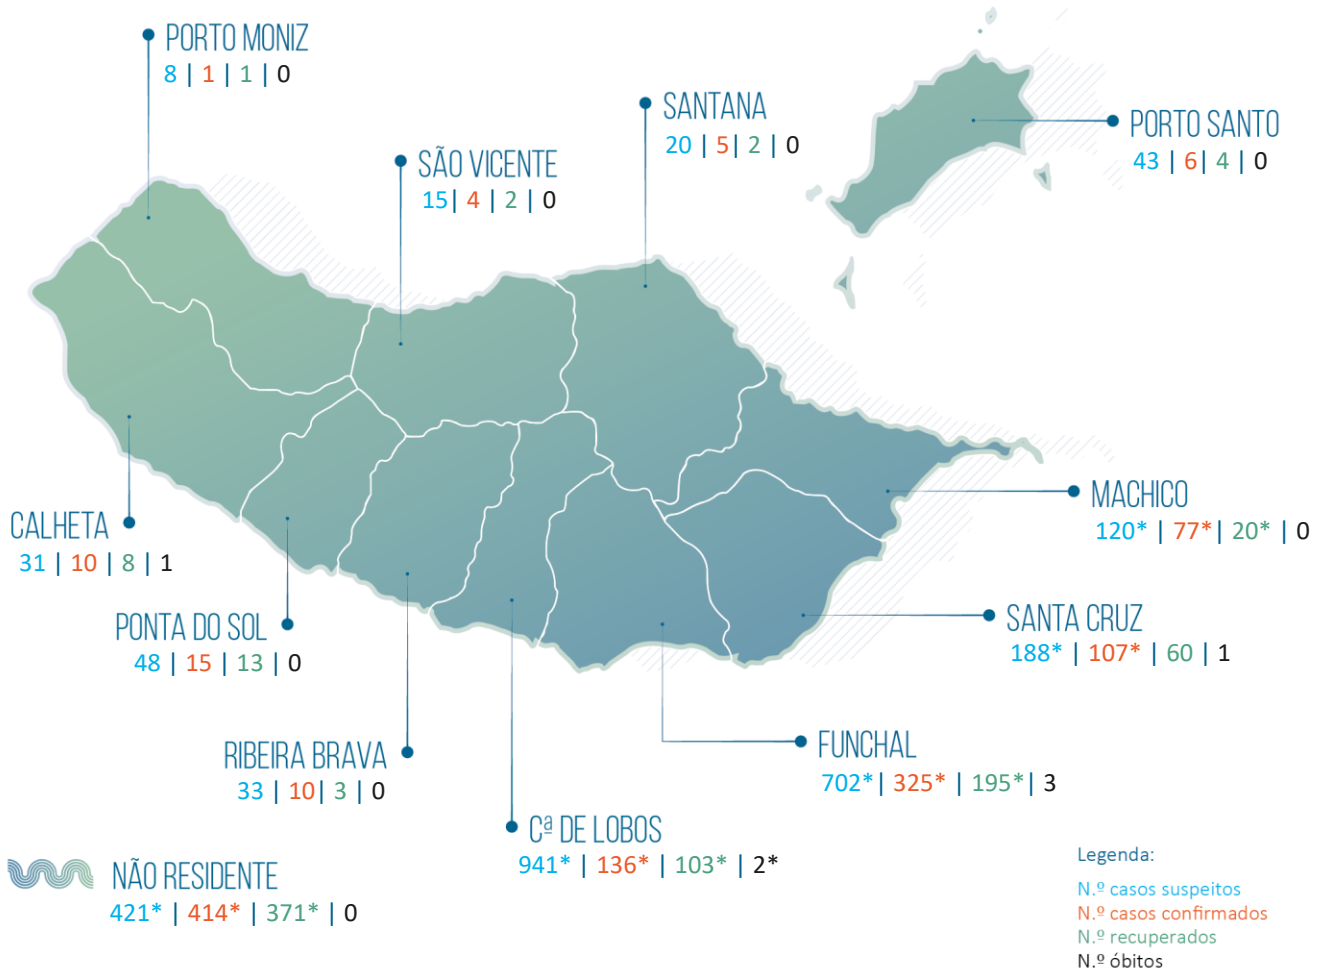 PORTO MONIZ
8 | 1 | 1 | 0
SANTANA
20 | 5| 2 | 0
PORTO SANTO
43 | 6| 4 | 0
SÃO VICENTE
15| 4 | 2 | 0
MACHICO
120* | 77*| 20* | 0
CALHETA
31 | 10 | 8 | 1
PONTA DO SOL
48 | 15 | 13 | 0
SANTA CRUZ
188* | 107* | 60 | 1
RIBEIRA BRAVA
33 | 10| 3 | 0
FUNCHAL
702*| 325* | 195*| 3
Cª DE LOBOS
941* | 136* | 103* | 2*
NÃO RESIDENTE
421* | 414* | 371* | 0
Legenda:
N.º casos suspeitos
N.º casos confirmados
N.º recuperados
N.º óbitos